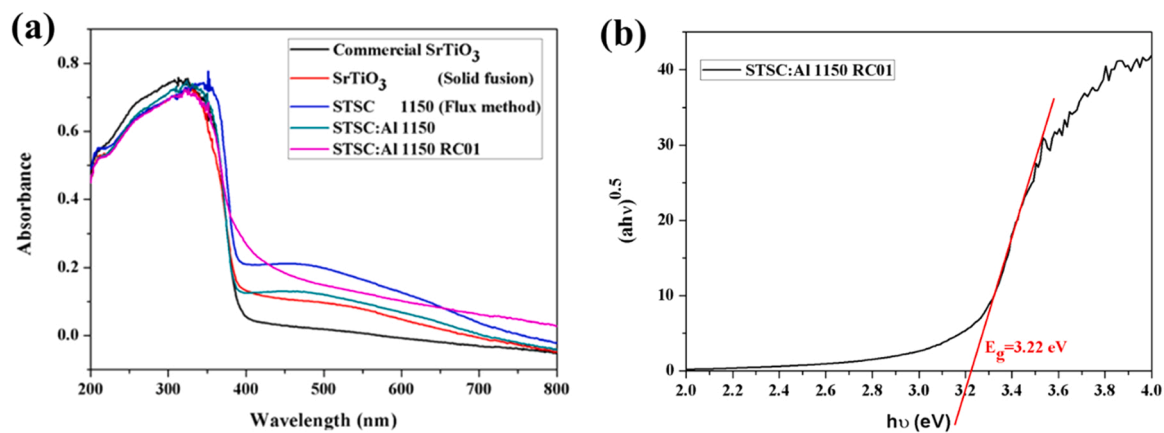 (a)
Commercial SrTiO3
SrTiO3 (Solid fusion)
STSC 1150 (Flux method)
STSC:Al 1150
STSC:Al 1150 RC01
Absorbance
0.8
0.6
0.4
0.2
0.0
200 300 400 500 600 700 800
Wavelength (nm)
(b)
STSC:Al 1150 RC01
(ahυ)^0.5
40
30
20
10
0
Eg=3.22 eV
2.0 2.2 2.4 2.6 2.8 3.0 3.2 3.4 3.6 3.8 4.0
hυ (eV)